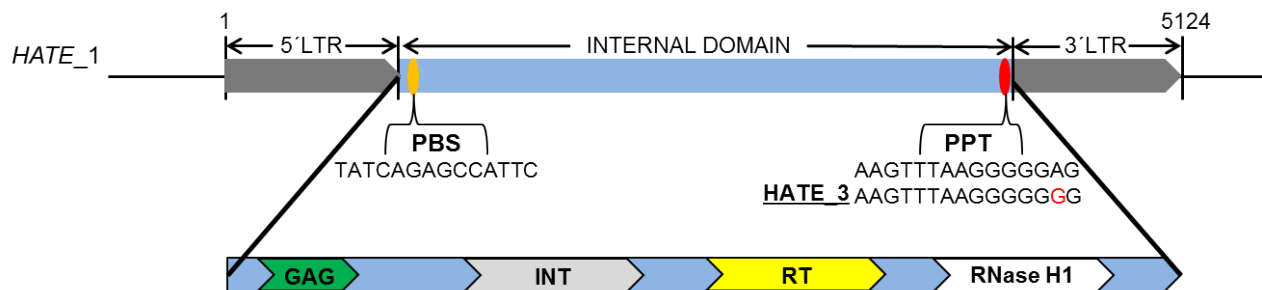 1 5124
5´LTR INTERNAL DOMAIN 3´LTR
HATE_1
PBS PPT
TATCAGAGCCATTC AAGTTTAAGGGGGAG
HATE_3 AAGTTTAAGGGGGGG
GAG INT RT RNase H1